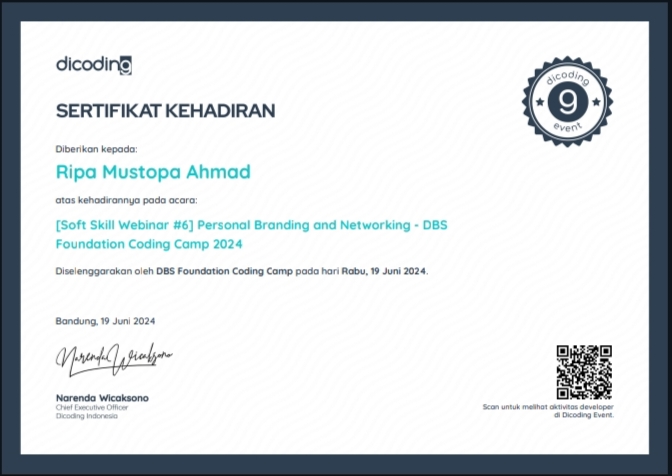 dicoding
SERTIFIKAT KEHADIRAN
dicoding
9
event
Diberikan kepada:
Ripa Mustopa Ahmad
atas kehadirannya pada acara:
[Soft Skill Webinar #6] Personal Branding and Networking - DBS
Foundation Coding Camp 2024
Diselenggarakan oleh DBS Foundation Coding Camp pada hari Rabu, 19 Juni 2024.
Bandung, 19 Juni 2024
Narenda Wicaksono
Narenda Wicaksono
Chief Executive Officer
Dicoding Indonesia
Scan untuk melihat aktivitas developer
di Dicoding Event.